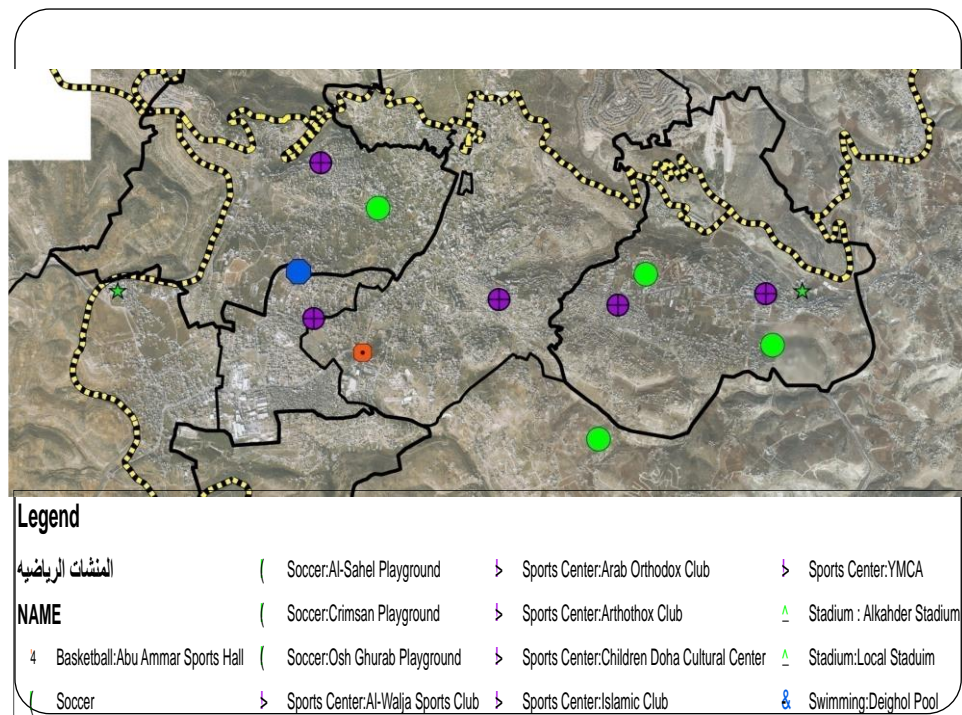 Legend
المنشات الرياضيه
NAME
4 Basketball:Abu Ammar Sports Hall
( Soccer
( Soccer:Al-Sahel Playground
( Soccer:Crimsan Playground
( Soccer:Osh Ghurab Playground
Sports Center:Al-Walja Sports Club
Sports Center:Arab Orthodox Club
Sports Center:Arthothox Club
Sports Center:Children Doha Cultural Center
Sports Center:Islamic Club
Sports Center:YMCA
^ Stadium : Alkahder Stadium
^ Stadium:Local Staduim
& Swimming:Deighol Pool